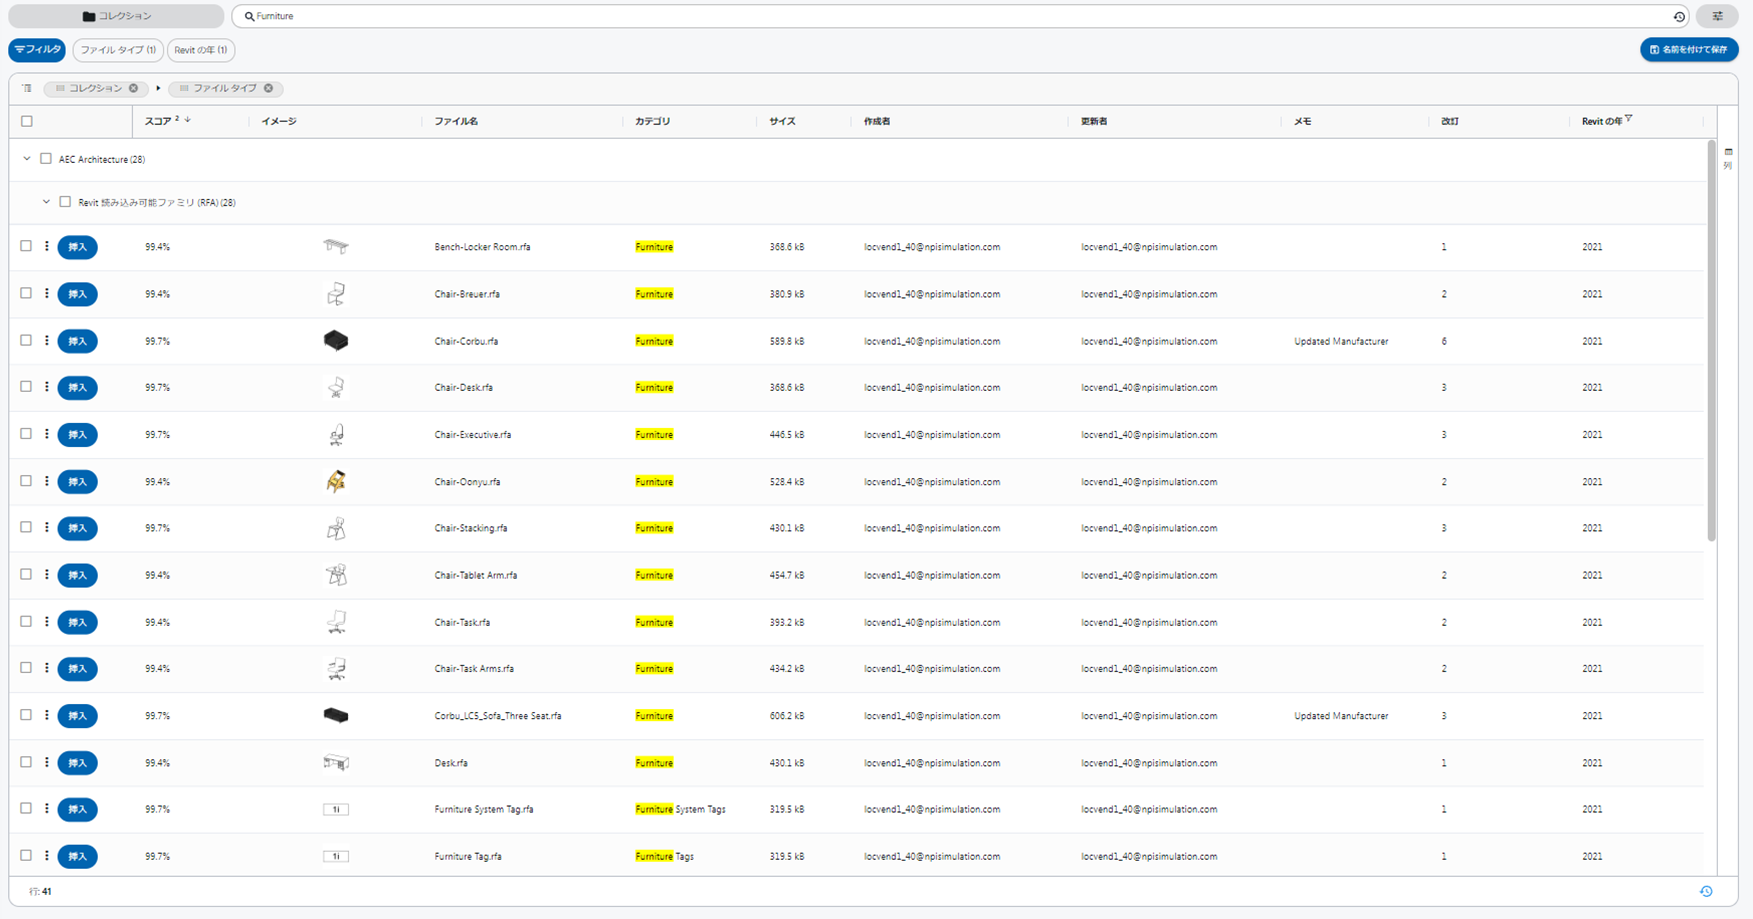 コレクション Furniture
フィルタ ファイル タイプ (1) Revit の年 (1) 名前を付けて保存
コレクション ファイル タイプ
スコア 2 イメージ ファイル名 カテゴリ サイズ 作成者 更新者 メモ 改訂 Revit の年
列
AEC Architecture (28)
Revit 読み込み可能ファミリ (RFA) (28)
挿入 99.4% Bench-Locker Room.rfa Furniture 368.6 kB locvend1_40@npisimulation.com locvend1_40@npisimulation.com 1 2021
挿入 99.4% Chair-Breuer.rfa Furniture 380.9 kB locvend1_40@npisimulation.com locvend1_40@npisimulation.com 2 2021
挿入 99.7% Chair-Corbu.rfa Furniture 589.8 kB locvend1_40@npisimulation.com locvend1_40@npisimulation.com Updated Manufacturer 6 2021
挿入 99.7% Chair-Desk.rfa Furniture 368.6 kB locvend1_40@npisimulation.com locvend1_40@npisimulation.com 3 2021
挿入 99.7% Chair-Executive.rfa Furniture 446.5 kB locvend1_40@npisimulation.com locvend1_40@npisimulation.com 3 2021
挿入 99.4% Chair-Oonyu.rfa Furniture 528.4 kB locvend1_40@npisimulation.com locvend1_40@npisimulation.com 2 2021
挿入 99.7% Chair-Stacking.rfa Furniture 430.1 kB locvend1_40@npisimulation.com locvend1_40@npisimulation.com 3 2021
挿入 99.4% Chair-Tablet Arm.rfa Furniture 454.7 kB locvend1_40@npisimulation.com locvend1_40@npisimulation.com 2 2021
挿入 99.4% Chair-Task.rfa Furniture 393.2 kB locvend1_40@npisimulation.com locvend1_40@npisimulation.com 2 2021
挿入 99.4% Chair-Task Arms.rfa Furniture 434.2 kB locvend1_40@npisimulation.com locvend1_40@npisimulation.com 2 2021
挿入 99.7% Corbu_LC5_Sofa_Three Seat.rfa Furniture 606.2 kB locvend1_40@npisimulation.com locvend1_40@npisimulation.com Updated Manufacturer 3 2021
挿入 99.4% Desk.rfa Furniture 430.1 kB locvend1_40@npisimulation.com locvend1_40@npisimulation.com 1 2021
挿入 99.7% 1i Furniture System Tag.rfa Furniture System Tags 319.5 kB locvend1_40@npisimulation.com locvend1_40@npisimulation.com 1 2021
挿入 99.7% 1i Furniture Tag.rfa Furniture Tags 319.5 kB locvend1_40@npisimulation.com locvend1_40@npisimulation.com 1 2021
行: 41